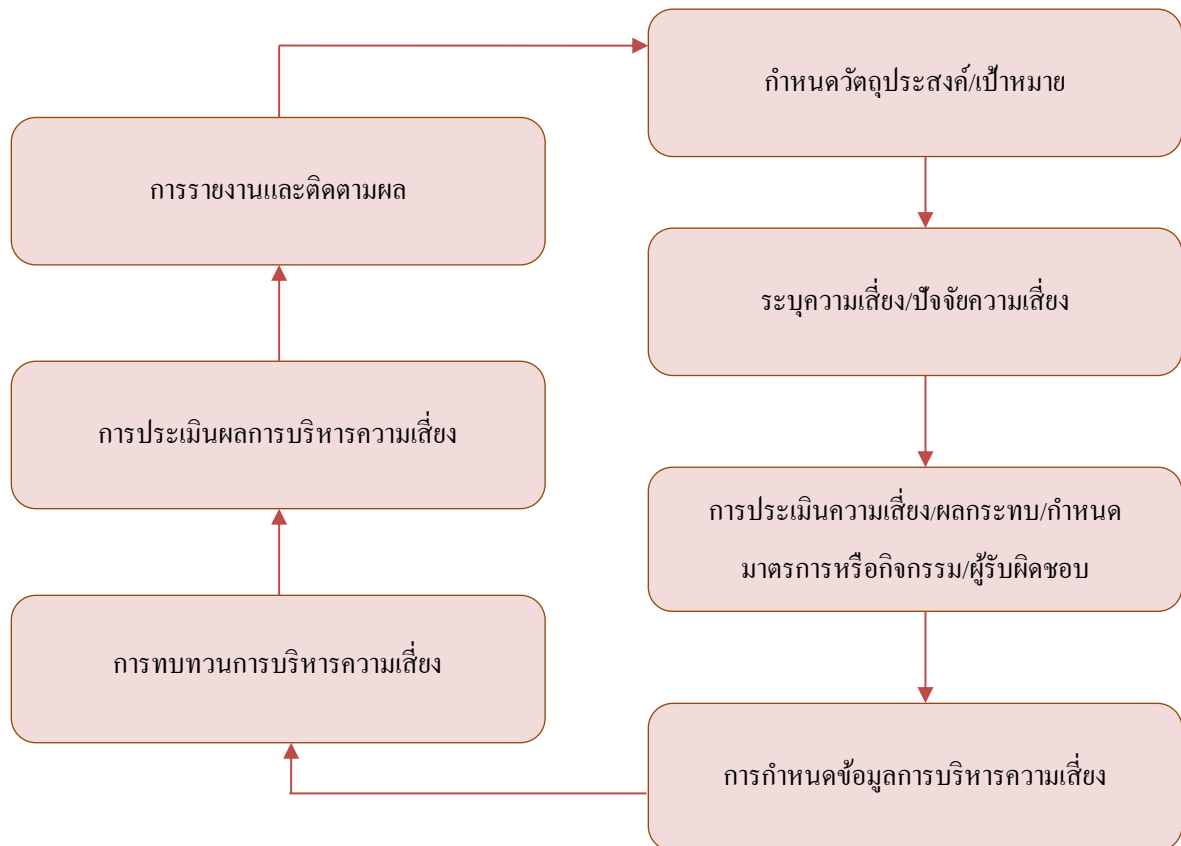 กำหนดวัตถุประสงค์/เป้าหมาย
ระบุความเสี่ยง/ปัจจัยความเสี่ยง
การประเมินความเสี่ยง/ผลกระทบ/กำหนด
มาตรการหรือกิจกรรม/ผู้รับผิดชอบ
การกำหนดข้อมูลการบริหารความเสี่ยง
การทบทวนการบริหารความเสี่ยง
การประเมินผลการบริหารความเสี่ยง
การรายงานและติดตามผล